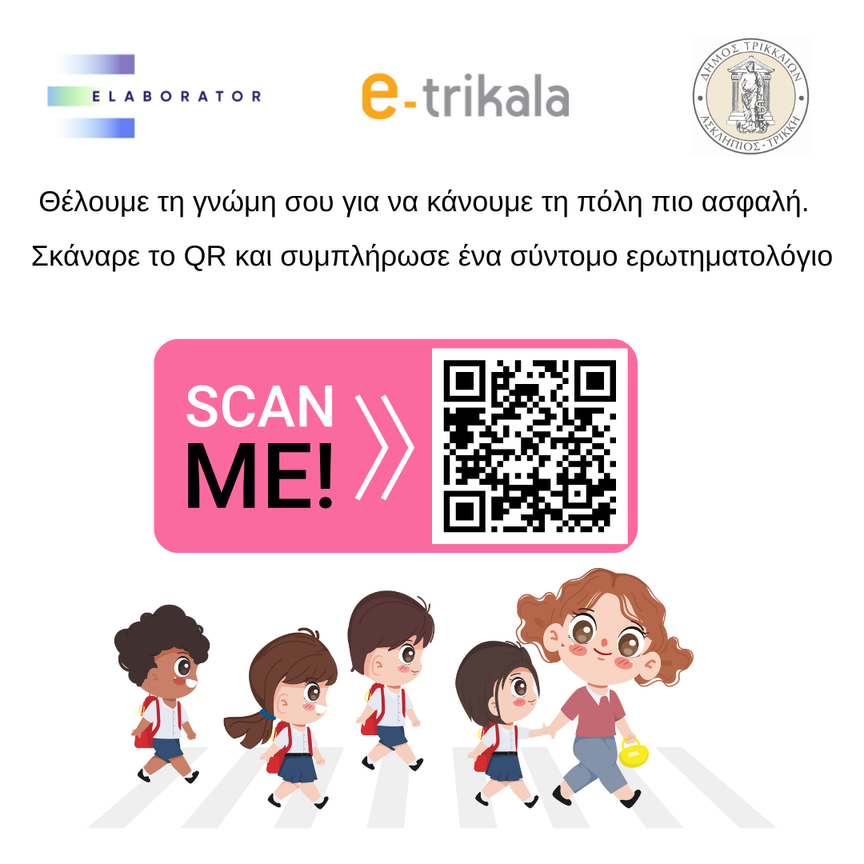 ELABORATOR
e-trikala
ΔΗΜΟΣ ΤΡΙΚΚΑΙΩΝ
ΑΣΚΛΗΠΙΟΣ-ΤΡΙΚΚΗ
Θέλουμε τη γνώμη σου για να κάνουμε τη πόλη πιο ασφαλή.
Σκάναρε το QR και συμπλήρωσε ένα σύντομο ερωτηματολόγιο
SCAN
ME!